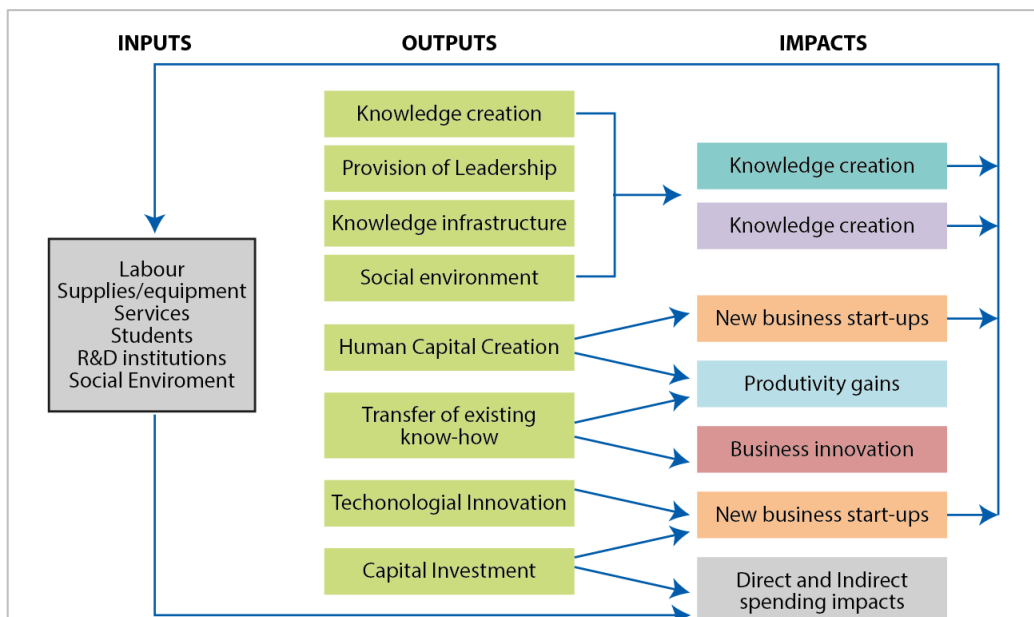 INPUTS
OUTPUTS
IMPACTS
Labour
Supplies/equipment
Services
Students
R&D institutions
Social Enviroment
Knowledge creation
Provision of Leadership
Knowledge infrastructure
Social environment
Human Capital Creation
Transfer of existing
know-how
Techonologial Innovation
Capital Investment
Knowledge creation
Knowledge creation
New business start-ups
Produtivity gains
Business innovation
New business start-ups
Direct and Indirect
spending impacts